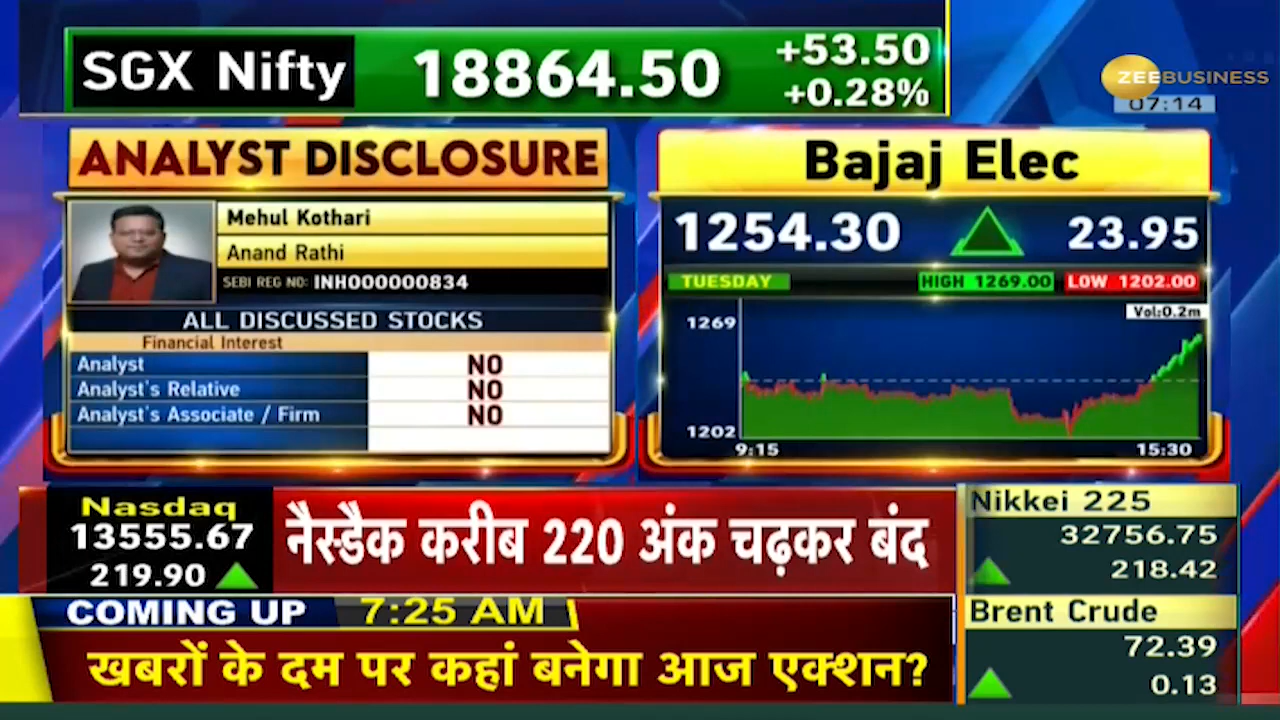 SGX Nifty
18864.50
+53.50
+0.28%
ZEEBUSINESS
07:14
ANALYST DISCLOSURE
Mehul Kothari
Anand Rathi
SEBI REG NO: INH000000834
ALL DISCUSSED STOCKS
Financial Interest
Analyst NO
Analyst's Relative NO
Analyst's Associate / Firm NO
Bajaj Elec
1254.30 23.95
TUESDAY HIGH 1269.00 LOW 1202.00
Vol:0.2m
1269
1202
9:15 15:30
Nasdaq
13555.67
219.90
नैस्डैक करीब 220 अंक चढ़कर बंद
Nikkei 225
32756.75
218.42
COMING UP 7:25 AM
खबरों के दम पर कहां बनेगा आज एक्शन?
Brent Crude
72.39
0.13